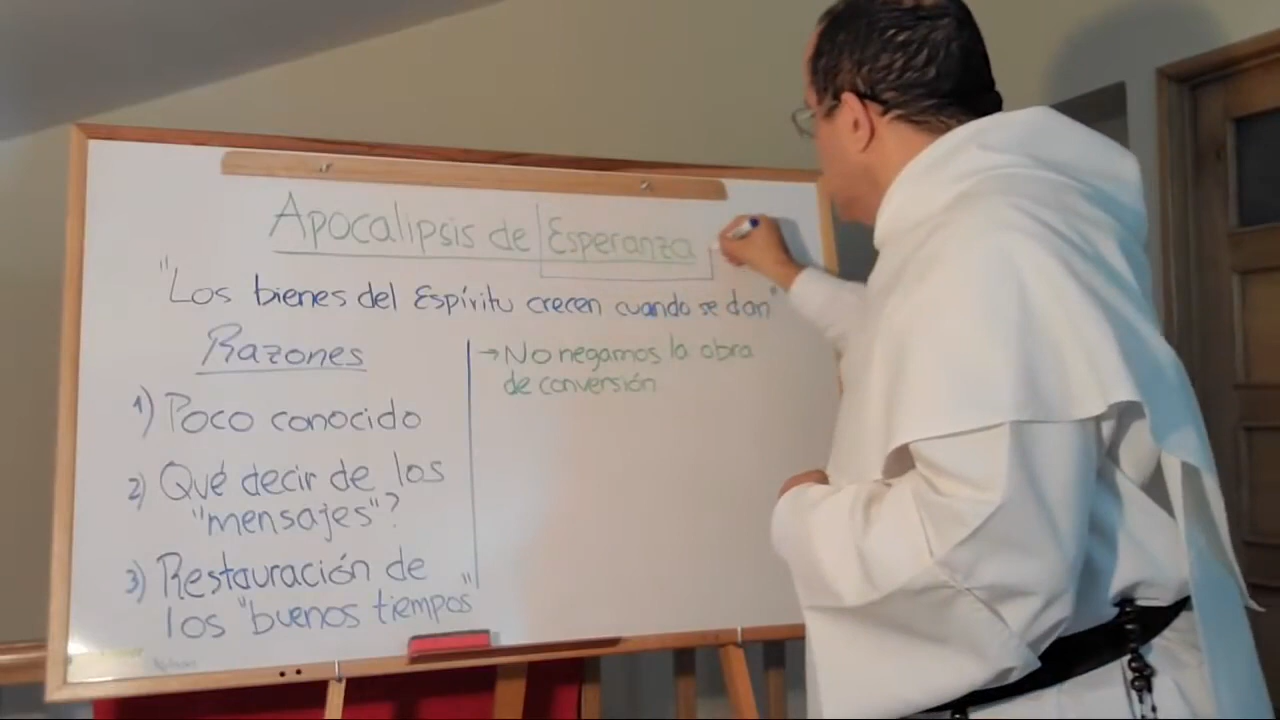 Apocalipsis de Esperanza
"Los bienes del Espíritu crecen cuando se dan"
Razones
1) Poco conocido
2) Qué decir de los
"mensajes"?
3) Restauración de
los "buenos tiempos"
→ No negamos la obra
de conversión